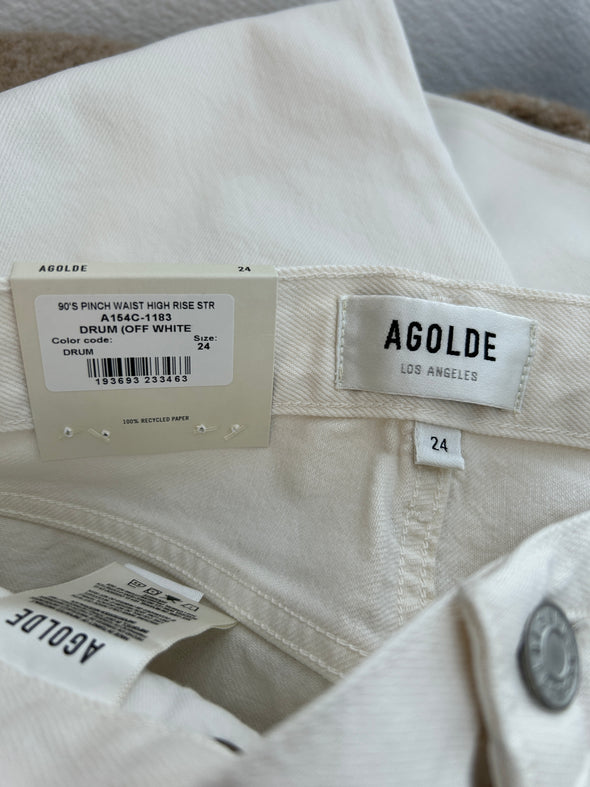 AGOLDE 24
90'S PINCH WAIST HIGH RISE STR
A154C-1183
DRUM (OFF WHITE
Color code: Size:
DRUM 24
193693 233463
100% RECYCLED PAPER
AGOLDE
LOS ANGELES
24
AGOLDE